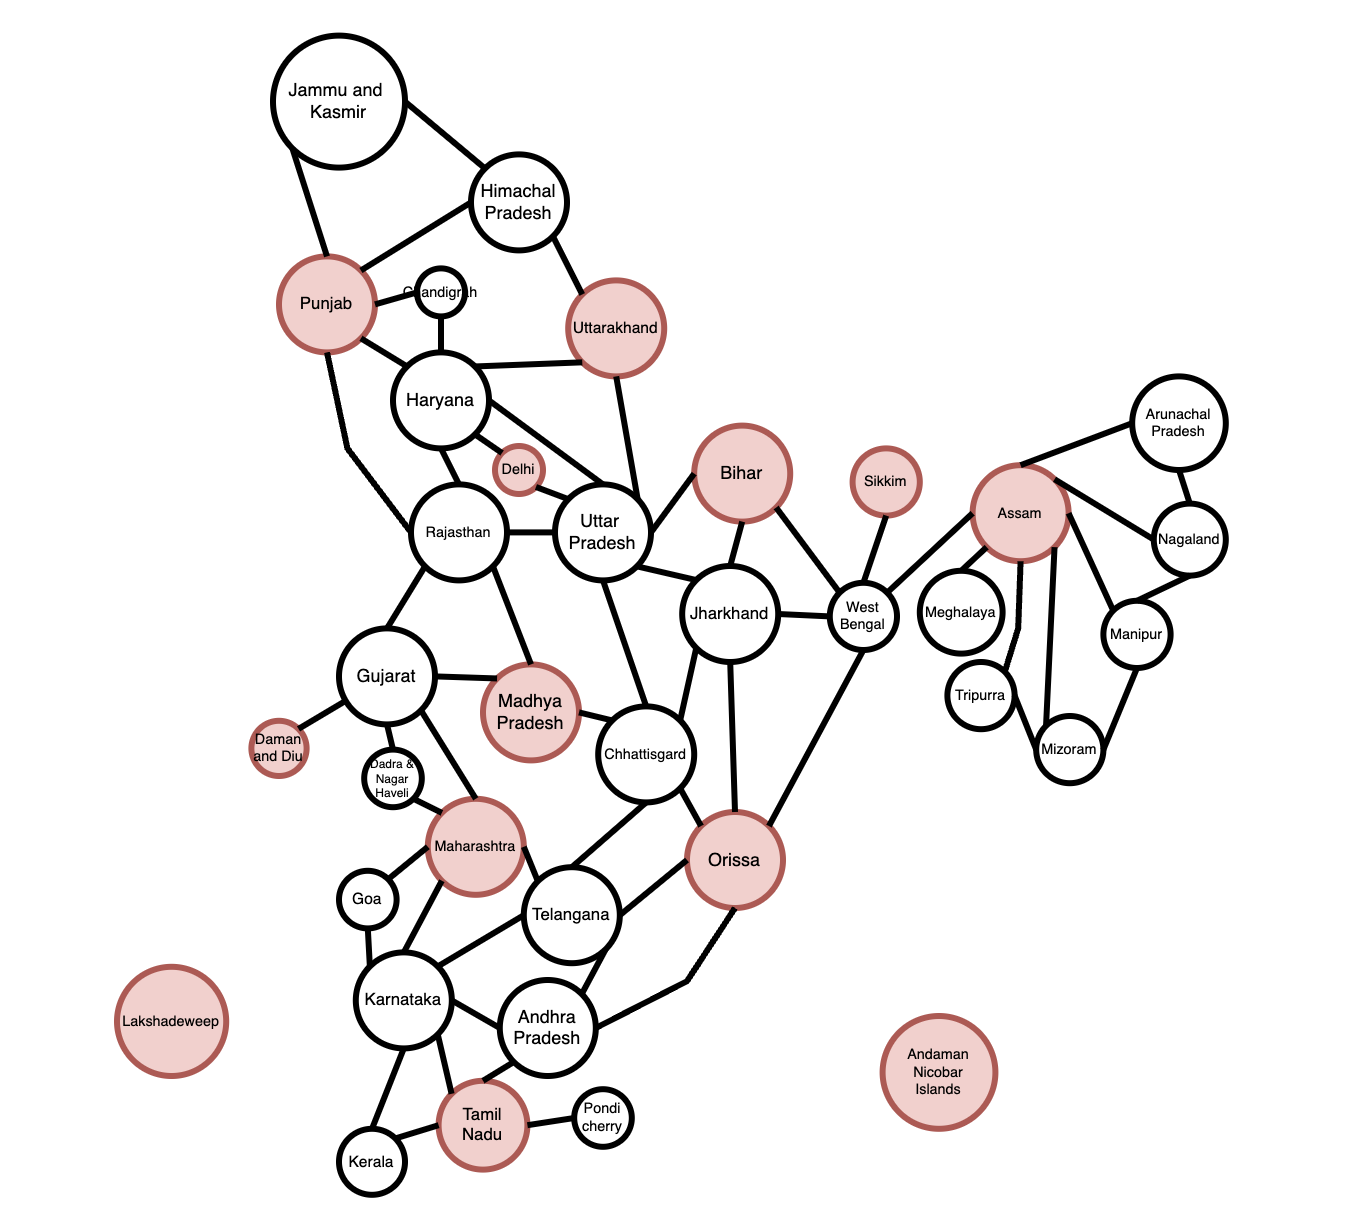 Jammu and
Kasmir
Himachal
Pradesh
Chandigrah
Punjab
Uttarakhand
Haryana
Delhi
Bihar
Sikkim
Arunachal
Pradesh
Assam
Nagaland
Rajasthan
Uttar
Pradesh
Jharkhand
West
Bengal
Meghalaya
Manipur
Gujarat
Madhya
Pradesh
Tripurra
Daman
and Diu
Chhattisgard
Mizoram
Dadra &
Nagar
Haveli
Maharashtra
Orissa
Goa
Telangana
Karnataka
Lakshadeweep
Andhra
Pradesh
Andaman
Nicobar
Islands
Tamil
Nadu
Pondi
cherry
Kerala